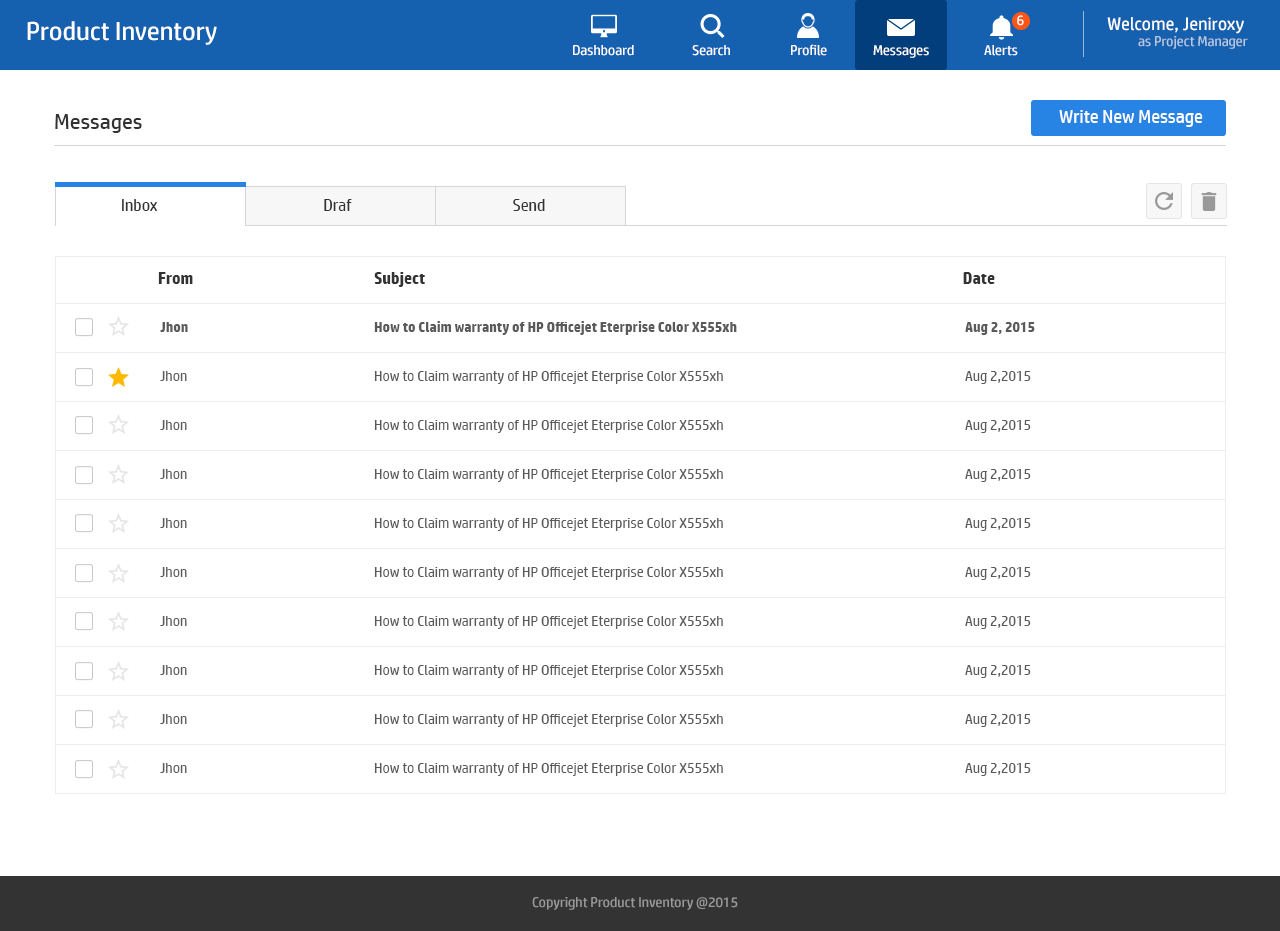 Product Inventory
Dashboard
Search
Profile
Messages
6
Alerts
Welcome, Jeniroxy
as Project Manager
Messages
Write New Message
Inbox Draf Send
From Subject Date
Jhon How to Claim warranty of HP Officejet Eterprise Color X555xh Aug 2, 2015
Jhon How to Claim warranty of HP Officejet Eterprise Color X555xh Aug 2,2015
Jhon How to Claim warranty of HP Officejet Eterprise Color X555xh Aug 2,2015
Jhon How to Claim warranty of HP Officejet Eterprise Color X555xh Aug 2,2015
Jhon How to Claim warranty of HP Officejet Eterprise Color X555xh Aug 2,2015
Jhon How to Claim warranty of HP Officejet Eterprise Color X555xh Aug 2,2015
Jhon How to Claim warranty of HP Officejet Eterprise Color X555xh Aug 2,2015
Jhon How to Claim warranty of HP Officejet Eterprise Color X555xh Aug 2,2015
Jhon How to Claim warranty of HP Officejet Eterprise Color X555xh Aug 2,2015
Jhon How to Claim warranty of HP Officejet Eterprise Color X555xh Aug 2,2015
Copyright Product Inventory @2015